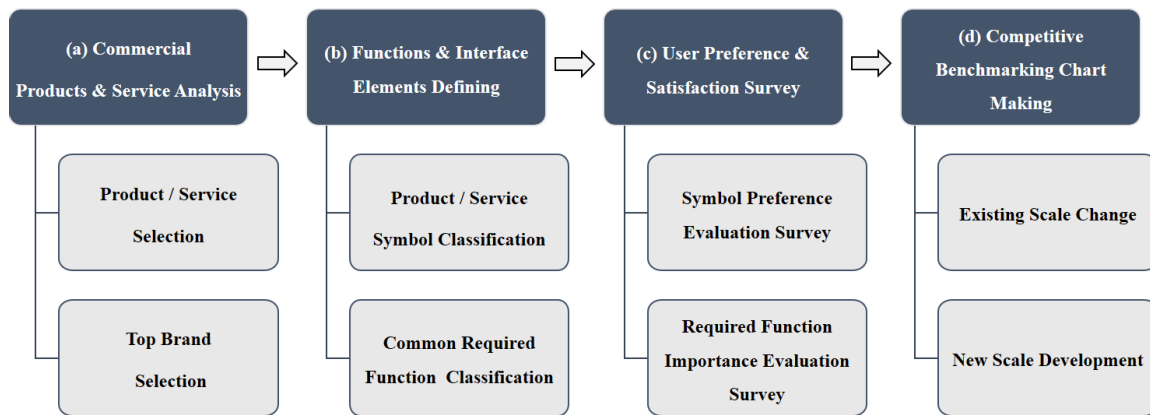 (a) Commercial
Products & Service Analysis
(b) Functions & Interface
Elements Defining
(c) User Preference &
Satisfaction Survey
(d) Competitive
Benchmarking Chart
Making
Product / Service
Selection
Product / Service
Symbol Classification
Symbol Preference
Evaluation Survey
Existing Scale Change
Top Brand
Selection
Common Required
Function Classification
Required Function
Importance Evaluation
Survey
New Scale Development